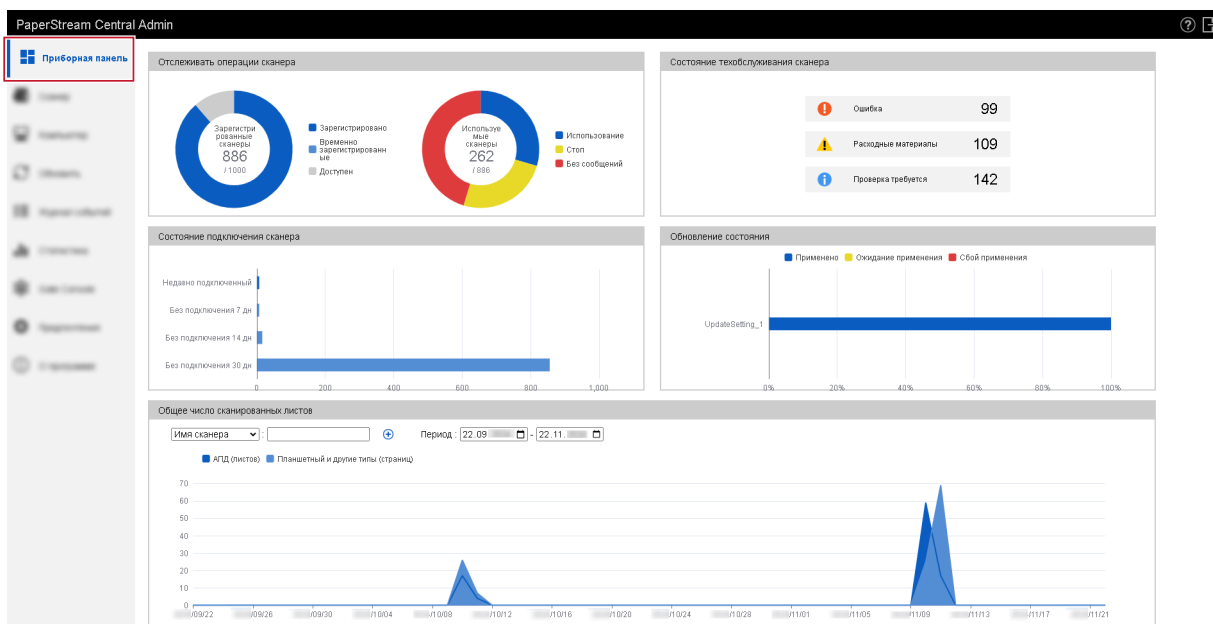 PaperStream Central Admin
Приборная панель
Отслеживать операции сканера
Зарегистри
рованные
сканеры
886
/ 1000
Зарегистрировано
Временно
зарегистрированн
ые
Доступен
Используе
мые
сканеры
262
/ 886
Использование
Стоп
Без сообщений
Состояние техобслуживания сканера
Ошибка 99
Расходные материалы 109
Проверка требуется 142
Состояние подключения сканера
Недавно подключенный
Без подключения 7 дн
Без подключения 14 дн
Без подключения 30 дн
0 200 400 600 800 1,000
Обновление состояния
Применено Ожидание применения Сбой применения
UpdateSetting_1
0% 20% 40% 60% 80% 100%
Общее число сканированных листов
Имя сканера : Период : 22.09 - 22.11.
АПД (листов) Планшетный и другие типы (страниц)
70
60
50
40
30
20
10
0
/09/22 /09/26 /09/30 /10/04 /10/08 /10/12 /10/16 /10/20 /10/24 /10/28 /11/01 /11/05 /11/09 /11/13 /11/17 /11/21